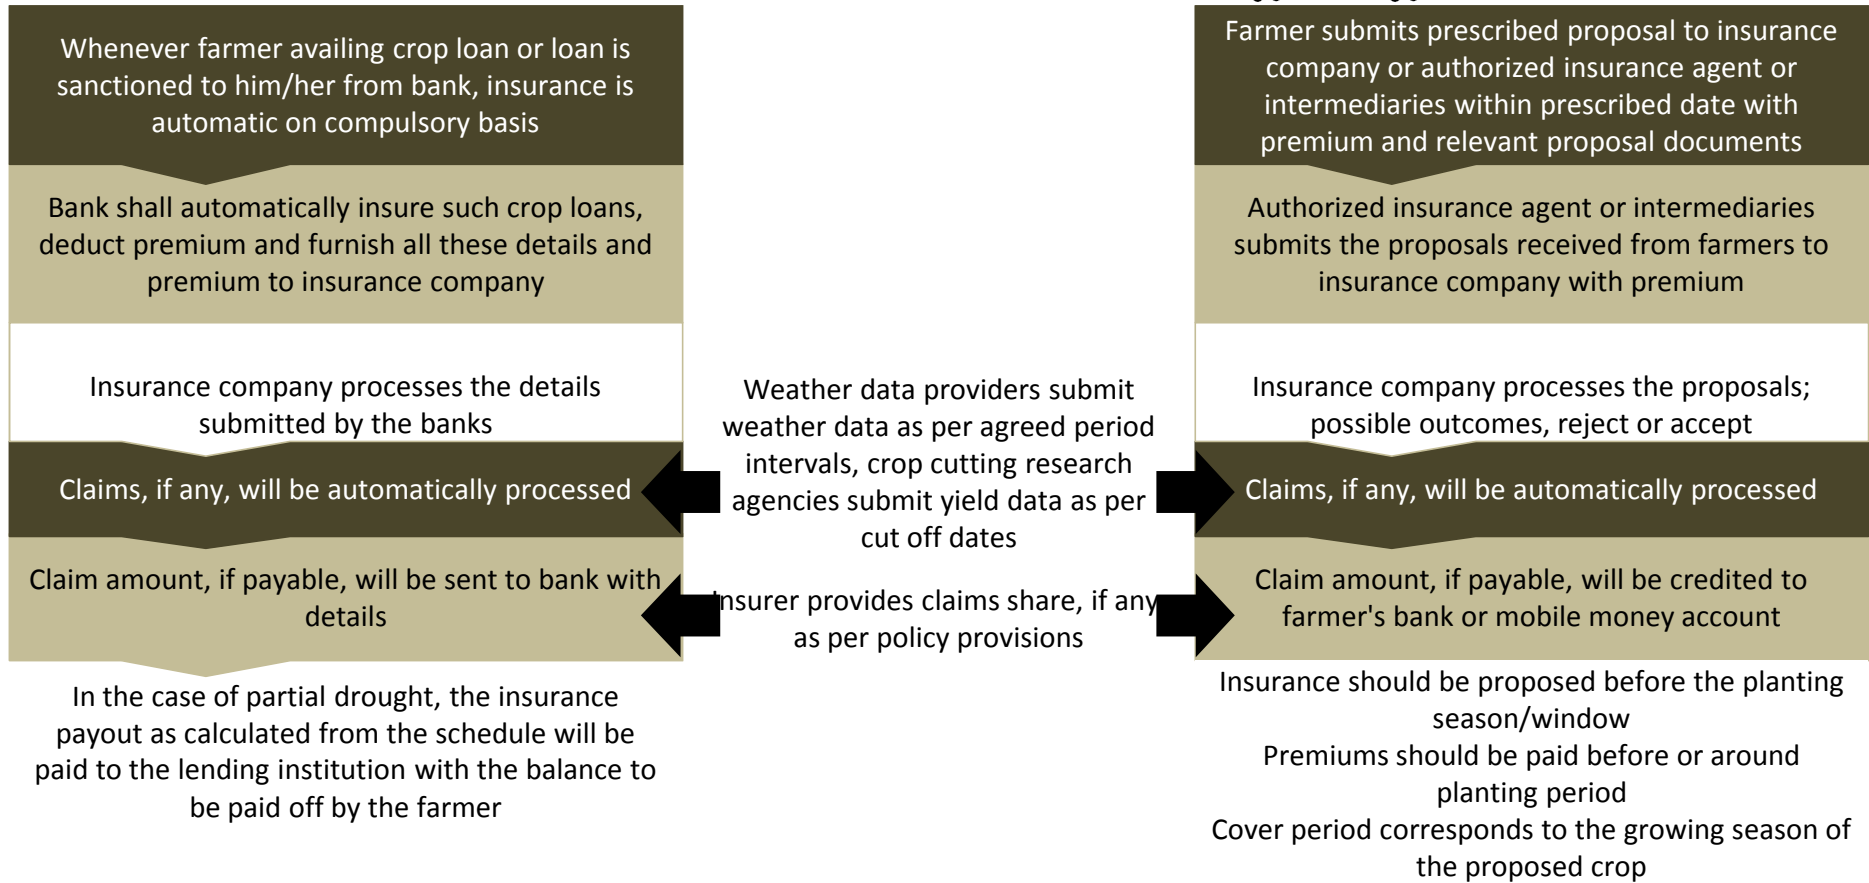 Whenever farmer availing crop loan or loan is
sanctioned to him/her from bank, insurance is
automatic on compulsory basis
Bank shall automatically insure such crop loans,
deduct premium and furnish all these details and
premium to insurance company
Insurance company processes the details
submitted by the banks
Claims, if any, will be automatically processed
Claim amount, if payable, will be sent to bank with
details
In the case of partial drought, the insurance
payout as calculated from the schedule will be
paid to the lending institution with the balance to
be paid off by the farmer
Weather data providers submit
weather data as per agreed period
intervals, crop cutting research
agencies submit yield data as per
cut off dates
Insurer provides claims share, if any
as per policy provisions
Farmer submits prescribed proposal to insurance
company or authorized insurance agent or
intermediaries within prescribed date with
premium and relevant proposal documents
Authorized insurance agent or intermediaries
submits the proposals received from farmers to
insurance company with premium
Insurance company processes the proposals;
possible outcomes, reject or accept
Claims, if any, will be automatically processed
Claim amount, if payable, will be credited to
farmer's bank or mobile money account
Insurance should be proposed before the planting
season/window
Premiums should be paid before or around
planting period
Cover period corresponds to the growing season of
the proposed crop